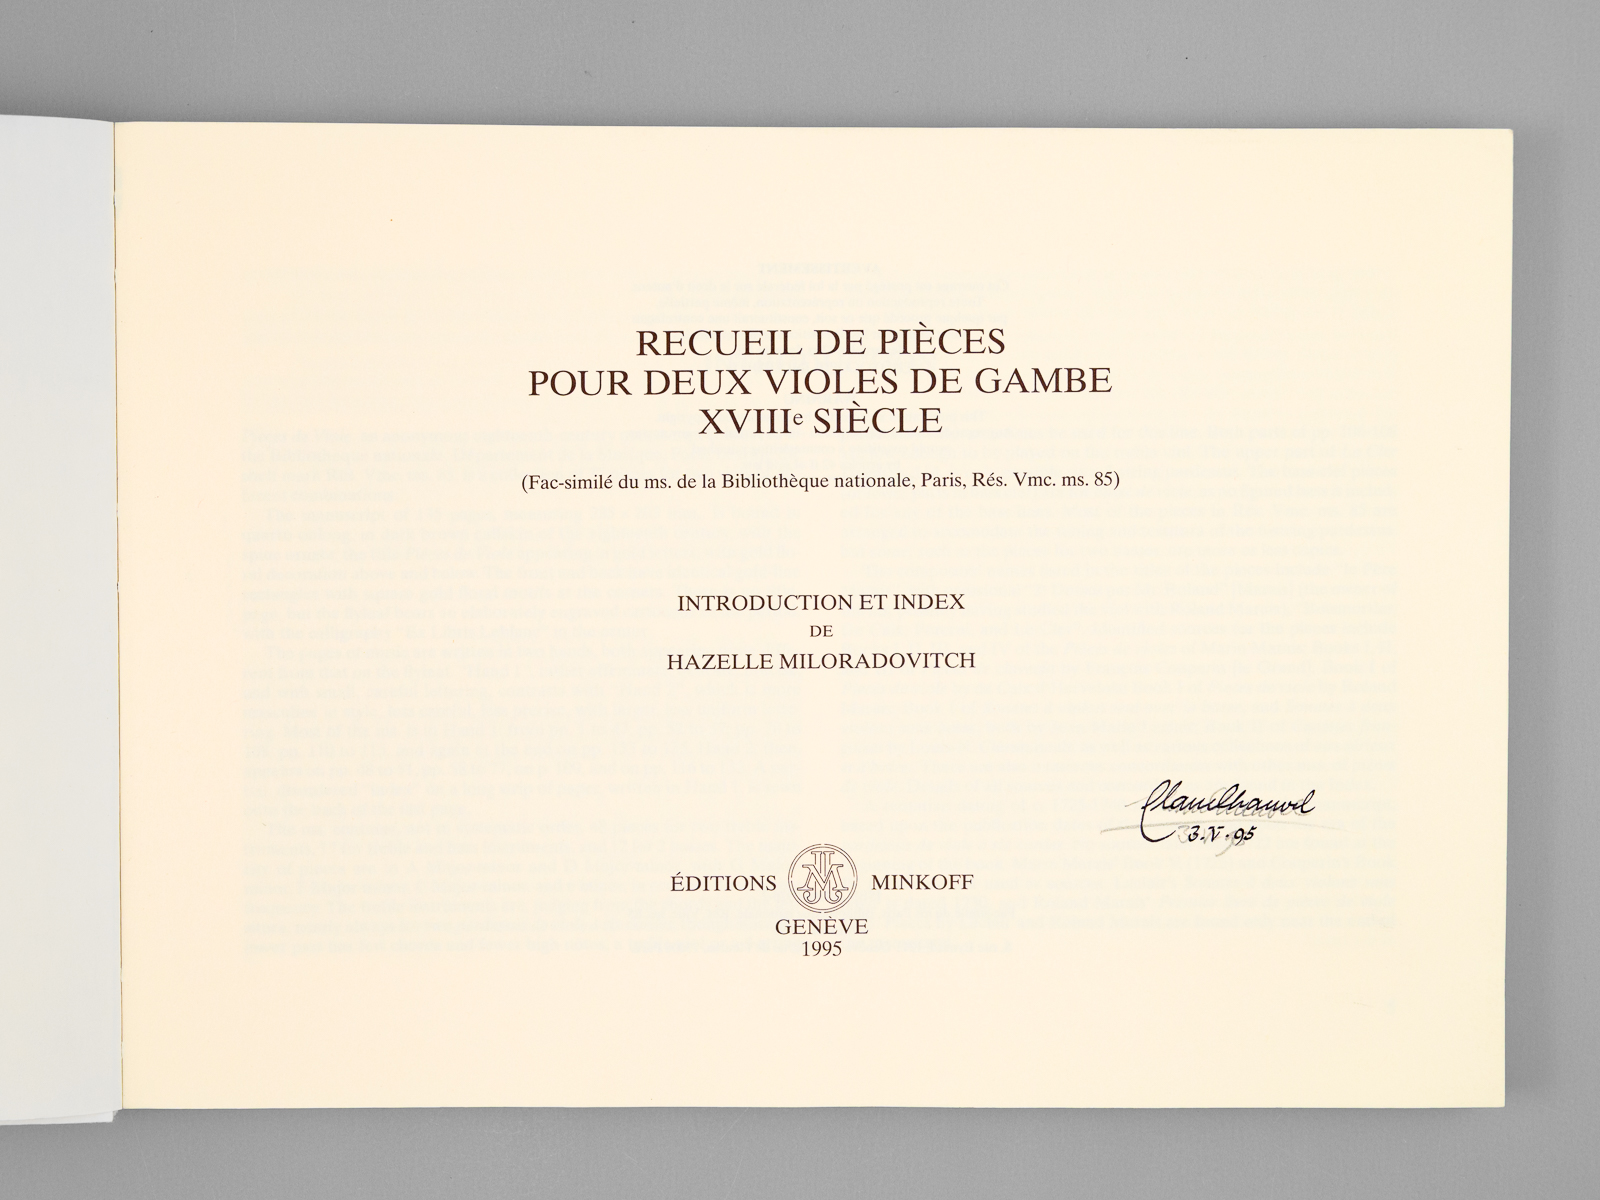 RECUEIL DE PIÈCES
POUR DEUX VIOLES DE GAMBE
XVIIIe SIÈCLE
(Fac-similé du ms. de la Bibliothèque nationale, Paris, Rés. Vmc. ms. 85)
INTRODUCTION ET INDEX
DE
HAZELLE MILORADOVITCH
3.V.95
ÉDITIONS MINKOFF
GENÈVE
1995